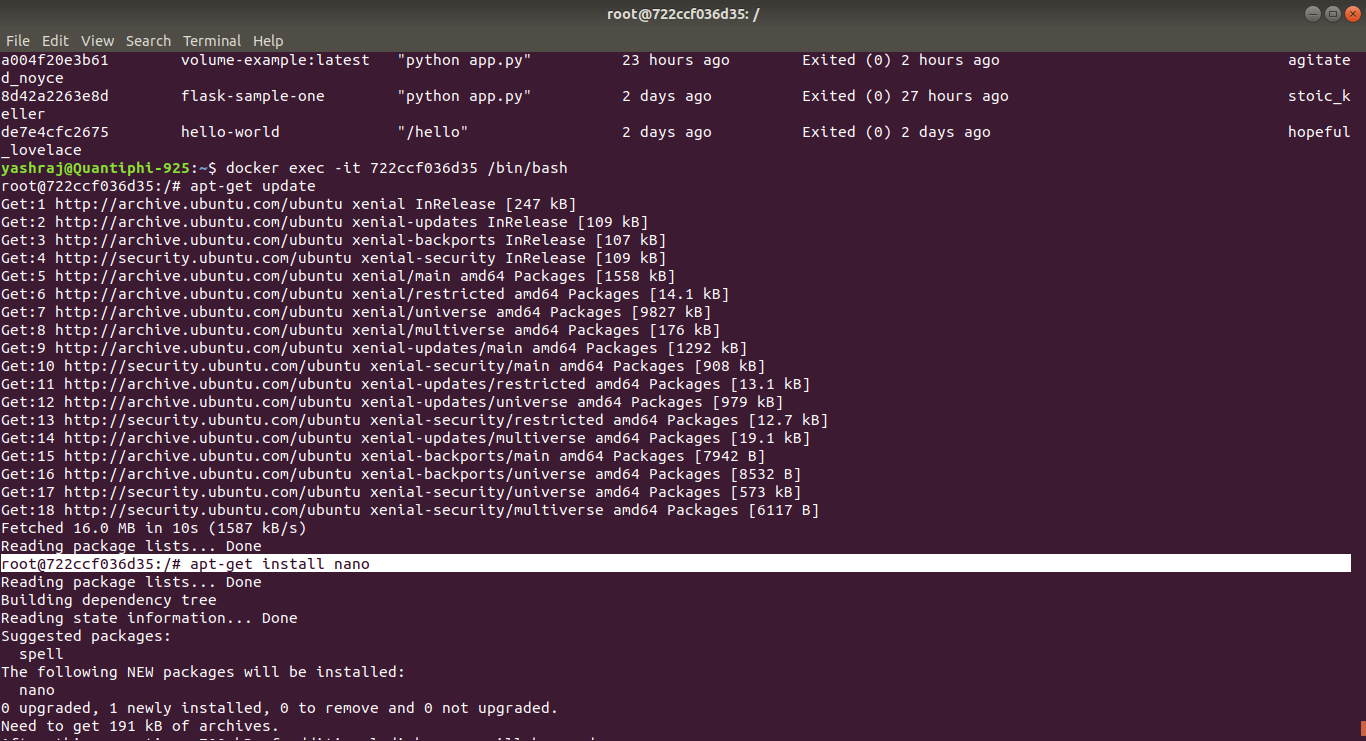 root@722ccf036d35: /
File Edit View Search Terminal Help
a004f20e3b61        volume-example:latest   "python app.py"          23 hours ago        Exited (0) 2 hours ago                                agitate
d_noyce
8d42a2263e8d        flask-sample-one        "python app.py"          2 days ago          Exited (0) 27 hours ago                               stoic_k
eller
de7e4cfc2675        hello-world             "/hello"                 2 days ago          Exited (0) 2 days ago                                 hopeful
_lovelace
yashraj@Quantiphi-925:~$ docker exec -it 722ccf036d35 /bin/bash
root@722ccf036d35:/# apt-get update
Get:1 http://archive.ubuntu.com/ubuntu xenial InRelease [247 kB]
Get:2 http://archive.ubuntu.com/ubuntu xenial-updates InRelease [109 kB]
Get:3 http://archive.ubuntu.com/ubuntu xenial-backports InRelease [107 kB]
Get:4 http://security.ubuntu.com/ubuntu xenial-security InRelease [109 kB]
Get:5 http://archive.ubuntu.com/ubuntu xenial/main amd64 Packages [1558 kB]
Get:6 http://archive.ubuntu.com/ubuntu xenial/restricted amd64 Packages [14.1 kB]
Get:7 http://archive.ubuntu.com/ubuntu xenial/universe amd64 Packages [9827 kB]
Get:8 http://archive.ubuntu.com/ubuntu xenial/multiverse amd64 Packages [176 kB]
Get:9 http://archive.ubuntu.com/ubuntu xenial-updates/main amd64 Packages [1292 kB]
Get:10 http://security.ubuntu.com/ubuntu xenial-security/main amd64 Packages [908 kB]
Get:11 http://archive.ubuntu.com/ubuntu xenial-updates/restricted amd64 Packages [13.1 kB]
Get:12 http://archive.ubuntu.com/ubuntu xenial-updates/universe amd64 Packages [979 kB]
Get:13 http://security.ubuntu.com/ubuntu xenial-security/restricted amd64 Packages [12.7 kB]
Get:14 http://archive.ubuntu.com/ubuntu xenial-updates/multiverse amd64 Packages [19.1 kB]
Get:15 http://archive.ubuntu.com/ubuntu xenial-backports/main amd64 Packages [7942 B]
Get:16 http://archive.ubuntu.com/ubuntu xenial-backports/universe amd64 Packages [8532 B]
Get:17 http://security.ubuntu.com/ubuntu xenial-security/universe amd64 Packages [573 kB]
Get:18 http://security.ubuntu.com/ubuntu xenial-security/multiverse amd64 Packages [6117 B]
Fetched 16.0 MB in 10s (1587 kB/s)
Reading package lists... Done
root@722ccf036d35:/# apt-get install nano
Reading package lists... Done
Building dependency tree
Reading state information... Done
Suggested packages:
  spell
The following NEW packages will be installed:
  nano
0 upgraded, 1 newly installed, 0 to remove and 0 not upgraded.
Need to get 191 kB of archives.